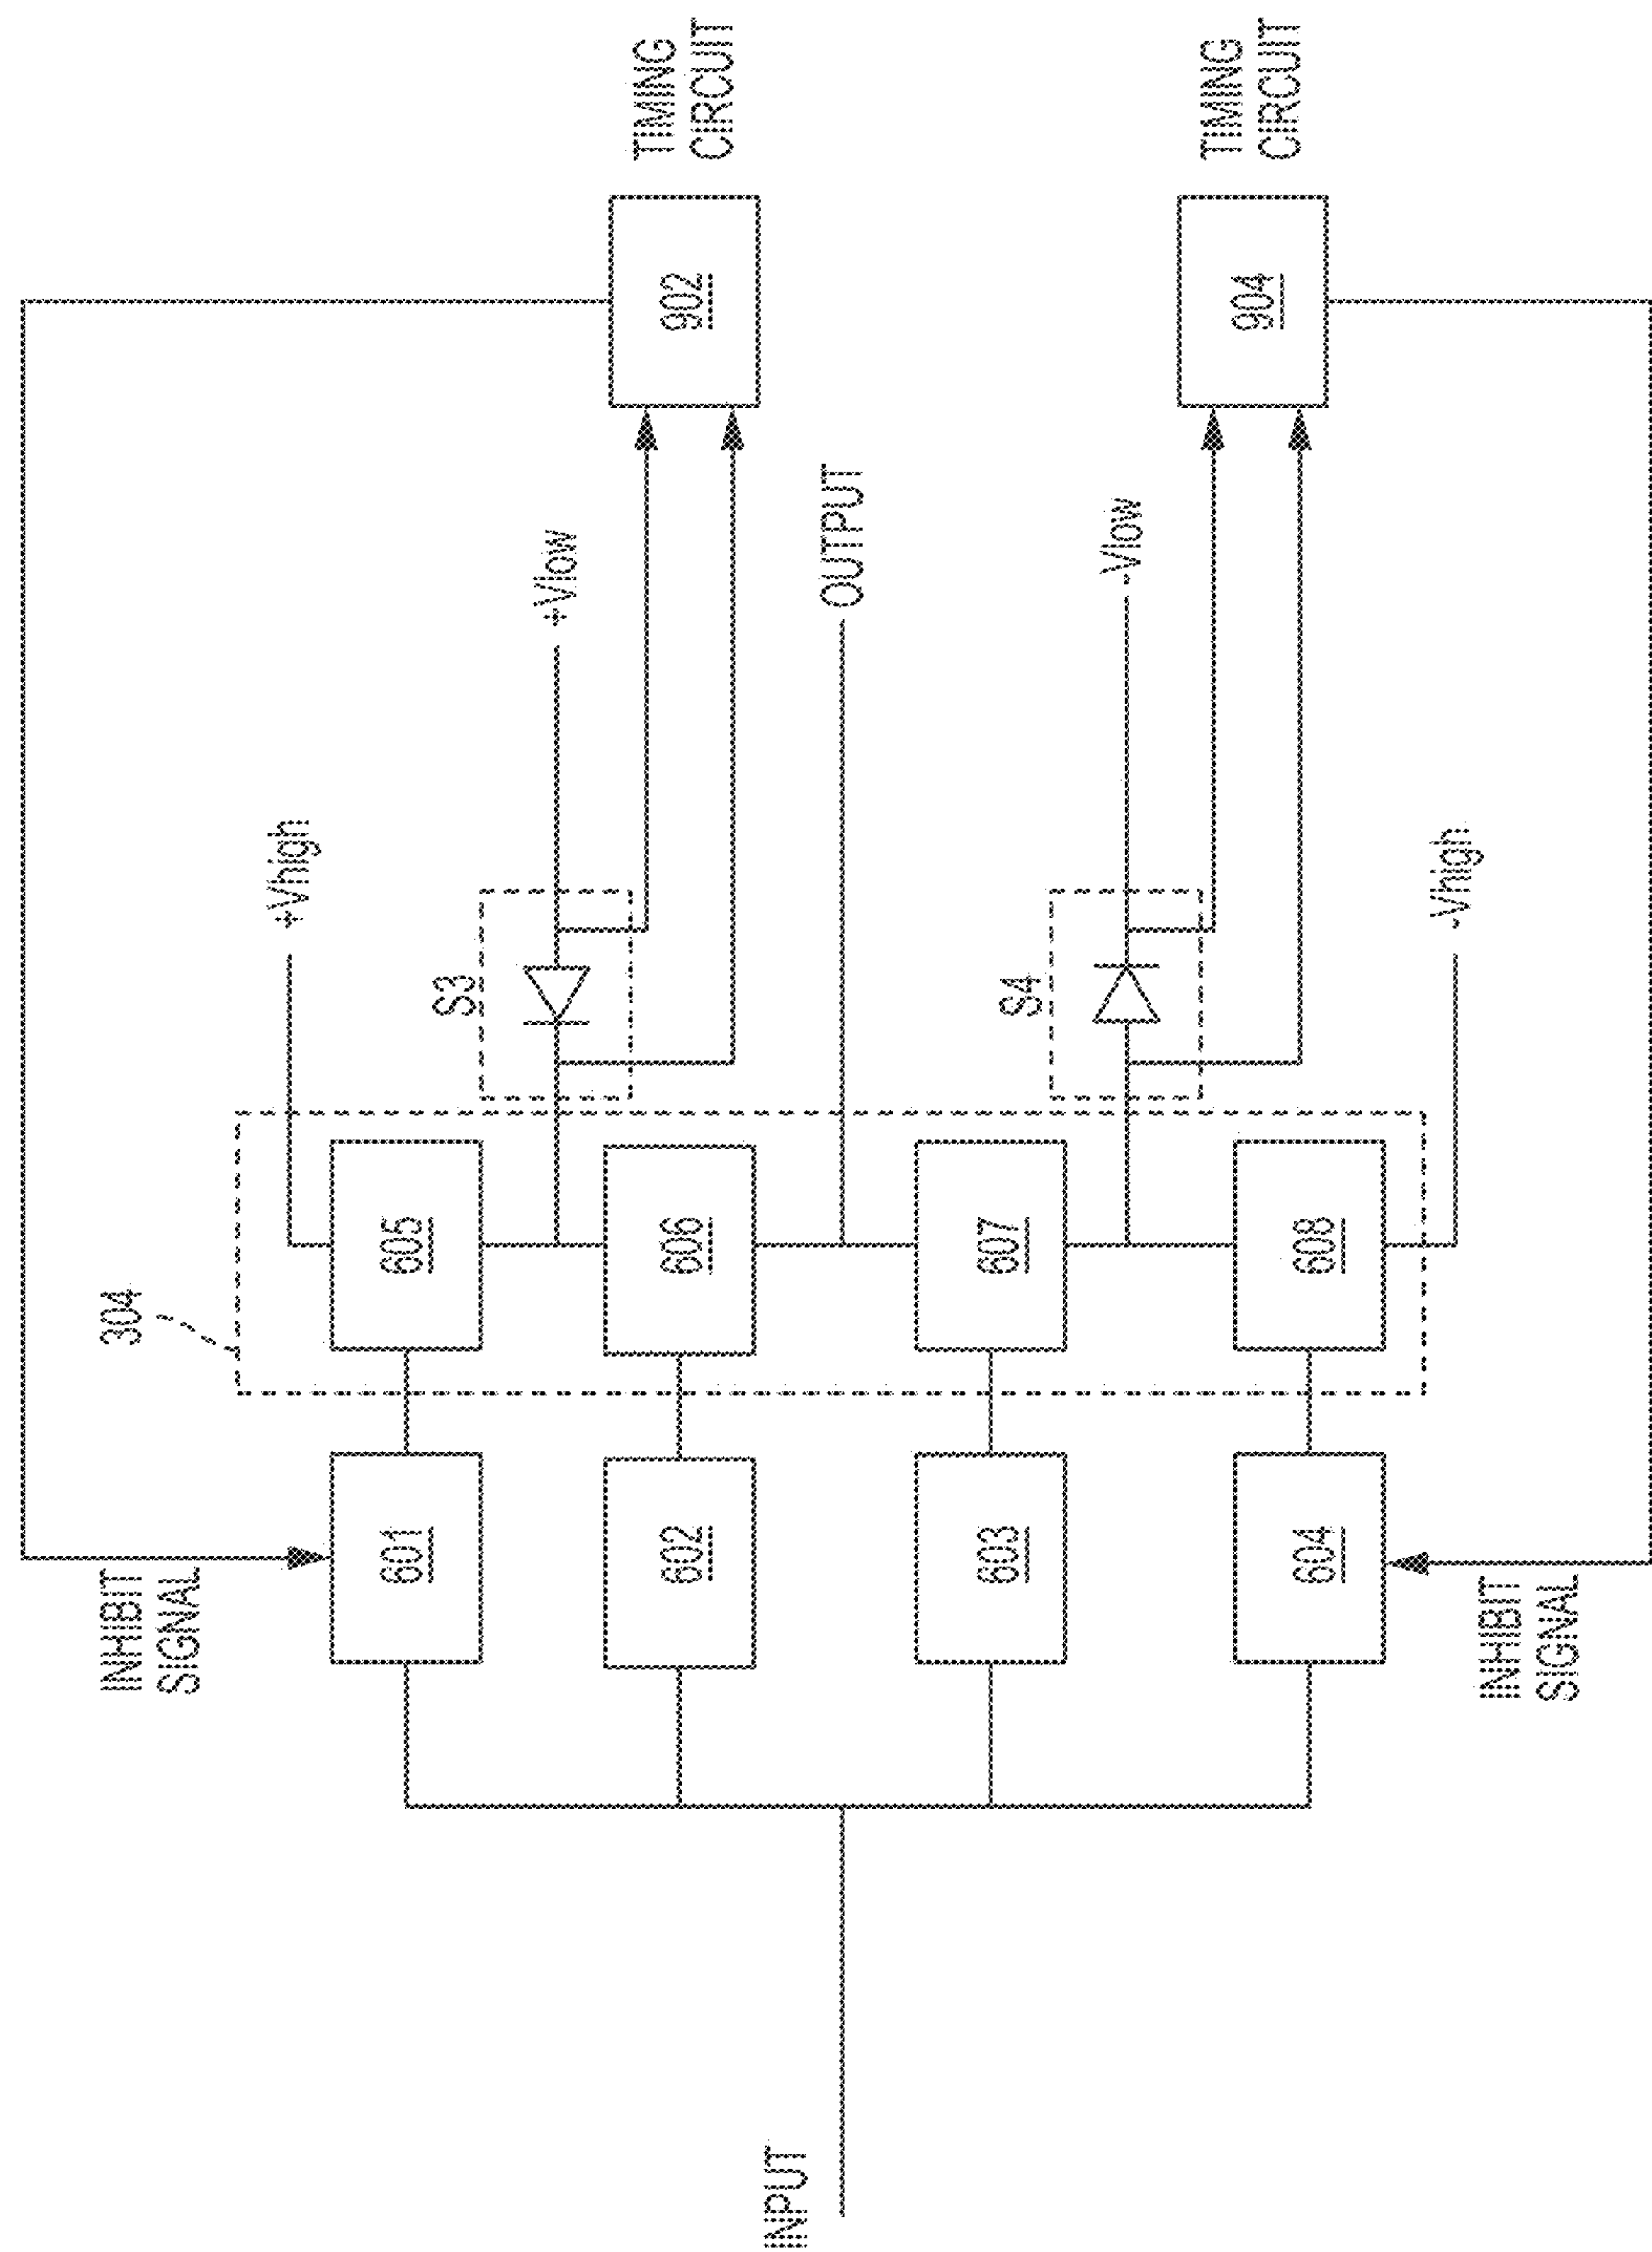 INPUT
INHIBIT
SIGNAL
601
602
603
604
INHIBIT
SIGNAL
304
605
606
607
608
+Vhigh
S3
+Vlow
OUTPUT
S4
-Vlow
-Vhigh
902
TIMING
CIRCUIT
904
TIMING
CIRCUIT